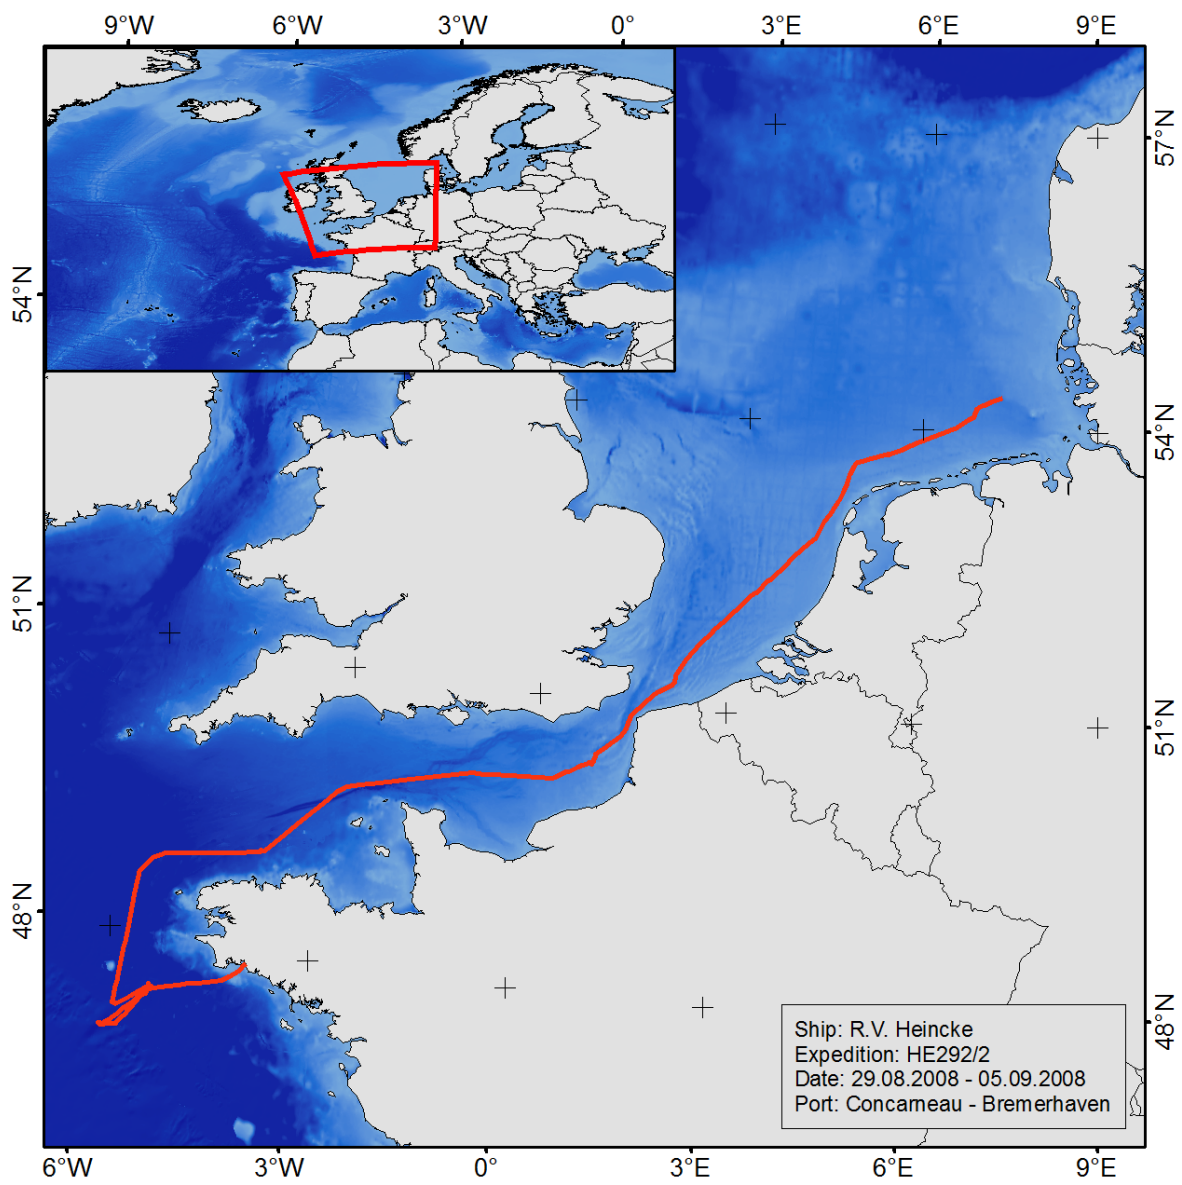 9°W 6°W 3°W 0° 3°E 6°E 9°E
57°N
54°N
54°N
51°N
51°N
48°N
48°N
Ship: R.V. Heincke
Expedition: HE292/2
Date: 29.08.2008 - 05.09.2008
Port: Concarneau - Bremerhaven
6°W 3°W 0° 3°E 6°E 9°E